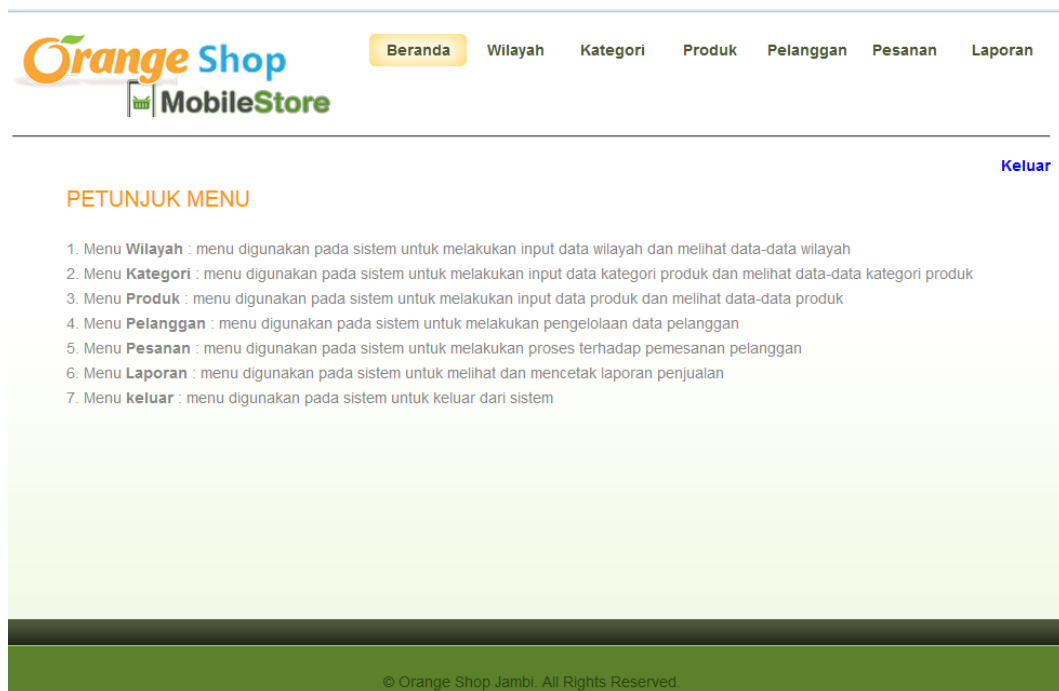 Orange Shop
MobileStore
Beranda Wilayah Kategori Produk Pelanggan Pesanan Laporan
Keluar
PETUNJUK MENU
1. Menu Wilayah : menu digunakan pada sistem untuk melakukan input data wilayah dan melihat data-data wilayah
2. Menu Kategori : menu digunakan pada sistem untuk melakukan input data kategori produk dan melihat data-data kategori produk
3. Menu Produk : menu digunakan pada sistem untuk melakukan input data produk dan melihat data-data produk
4. Menu Pelanggan : menu digunakan pada sistem untuk melakukan pengelolaan data pelanggan
5. Menu Pesanan : menu digunakan pada sistem untuk melakukan proses terhadap pemesanan pelanggan
6. Menu Laporan : menu digunakan pada sistem untuk melihat dan mencetak laporan penjualan
7. Menu keluar : menu digunakan pada sistem untuk keluar dari sistem
© Orange Shop Jambi. All Rights Reserved.